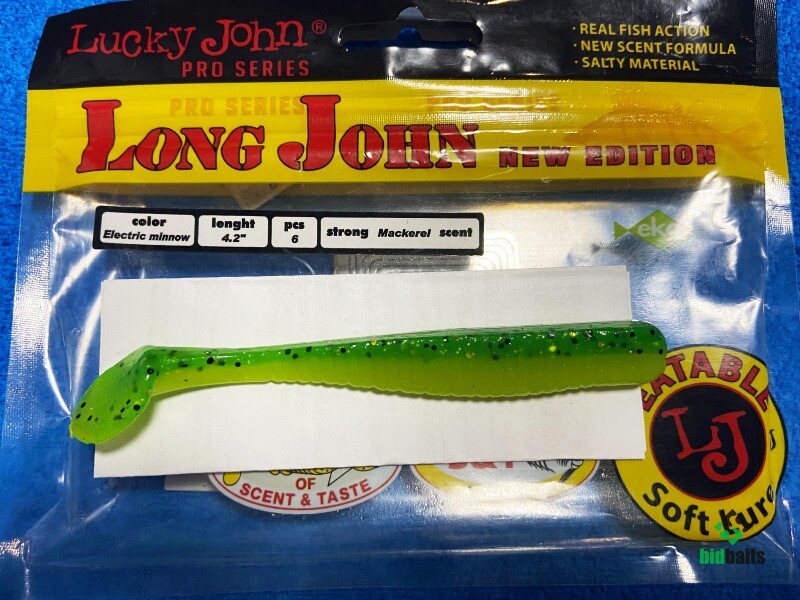 Lucky John®
PRO SERIES
· REAL FISH ACTION
· NEW SCENT FORMULA
· SALTY MATERIAL
PRO SERIES
LONG JOHN NEW EDITION
color
Electric minnow
lenght
4.2"
pcs
6
strong Mackerel scent
eko
EATABLE
LJ
Soft Lure
OF
SCENT & TASTE
bidbaits